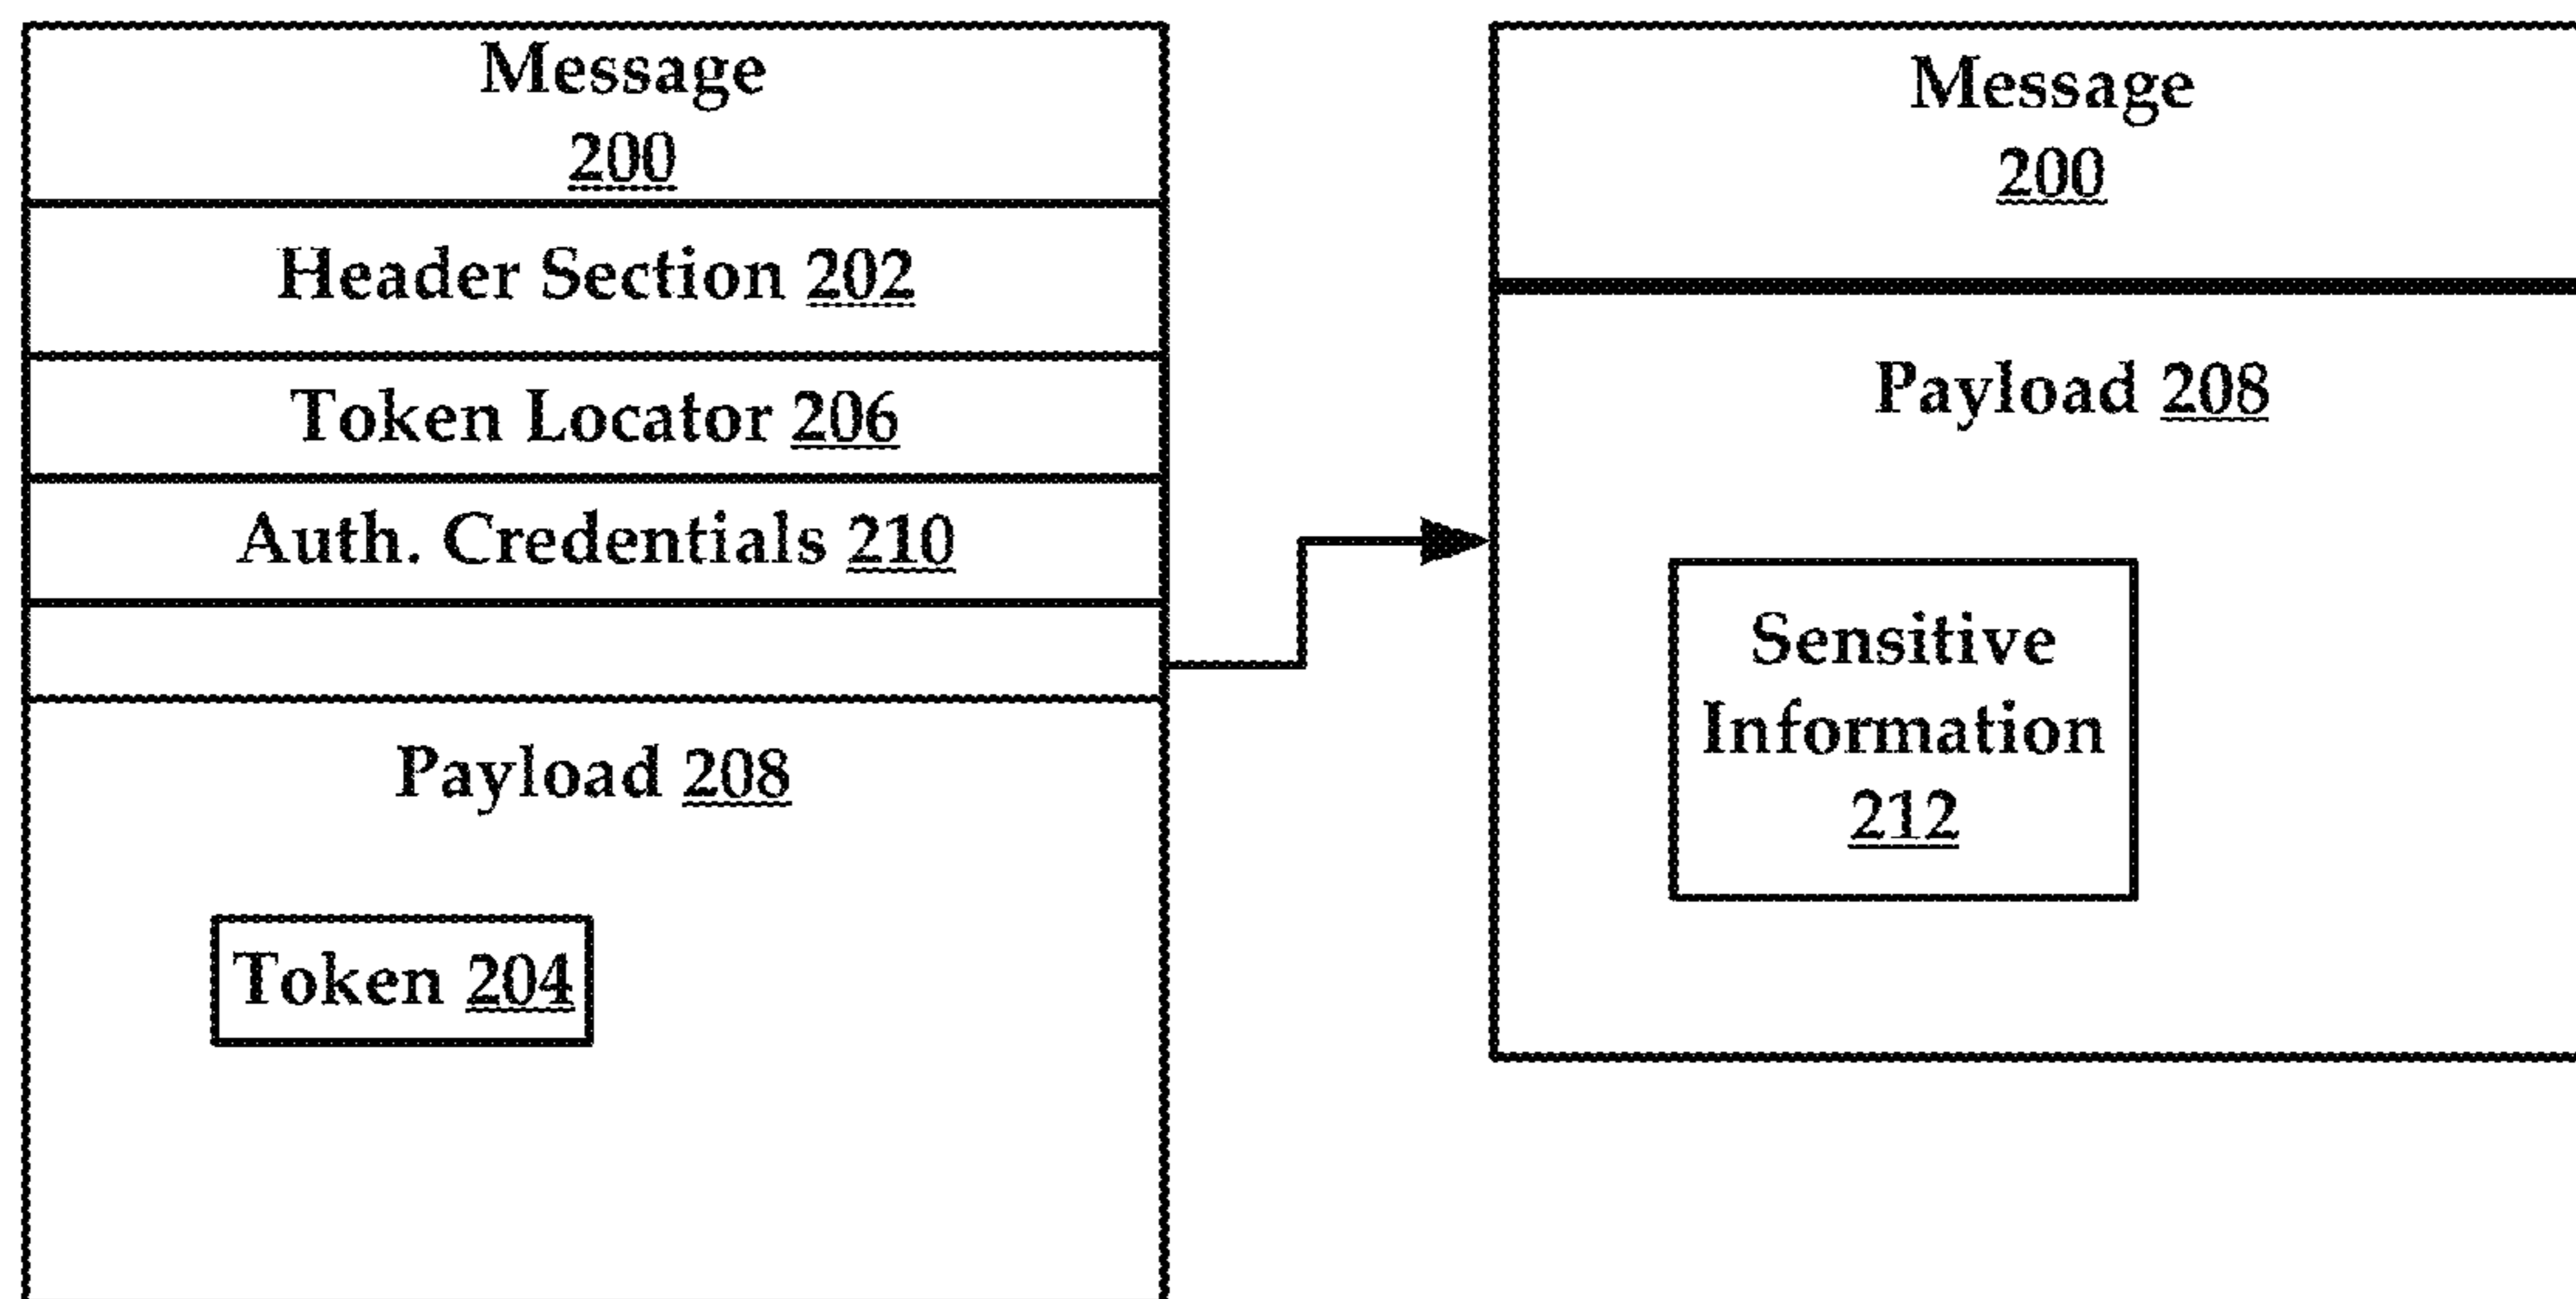 Message
200
Header Section 202
Token Locator 206
Auth. Credentials 210
Payload 208
Token 204
Message
200
Payload 208
Sensitive
Information
212